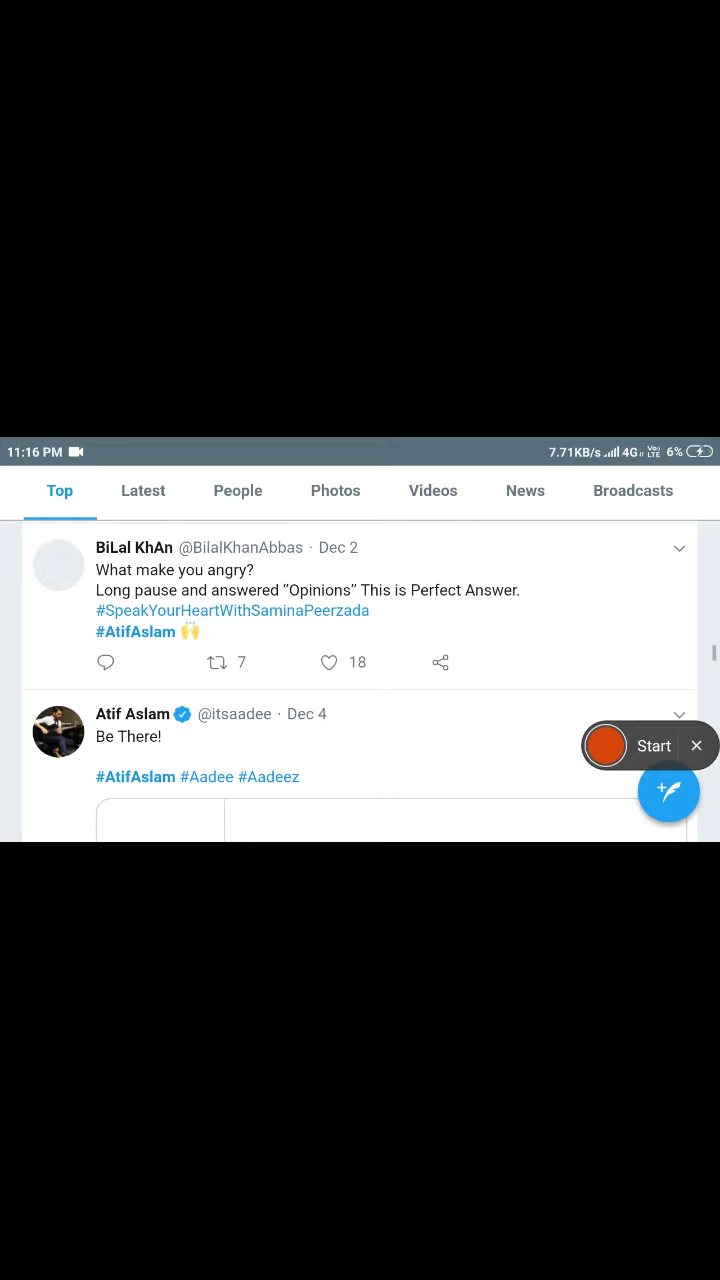 11:16 PM 7.71KB/s 4G Vo) LTE 6%
Top Latest People Photos Videos News Broadcasts
BiLal KhAn @BilalKhanAbbas · Dec 2
What make you angry?
Long pause and answered “Opinions” This is Perfect Answer.
#SpeakYourHeartWithSaminaPeerzada
#AtifAslam 🙌
7 18
Atif Aslam @itsaadee · Dec 4
Be There!
Start
#AtifAslam #Aadee #Aadeez